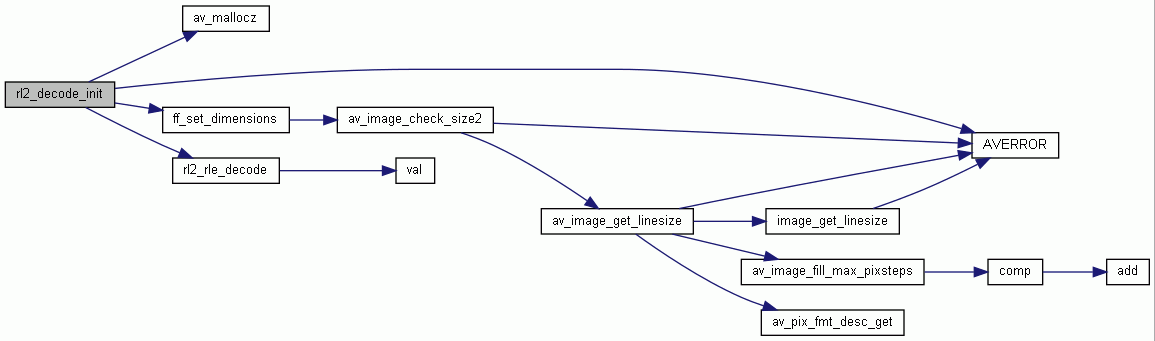 av_mallocz
rl2_decode_init
ff_set_dimensions
av_image_check_size2
AVERROR
rl2_rle_decode
val
av_image_get_linesize
image_get_linesize
av_image_fill_max_pixsteps
comp
add
av_pix_fmt_desc_get